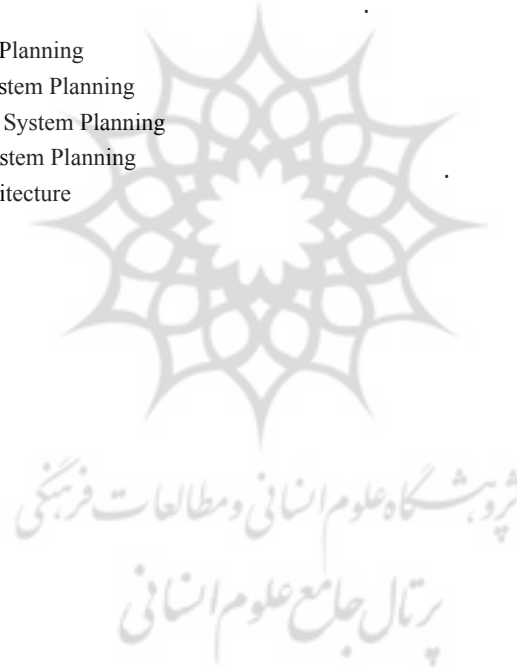 Planning
stem Planning
System Planning
stem Planning
itecture
پژوهشگاه علوم انسانی و مطالعات فرهنگی
پرتال جامع علوم انسانی